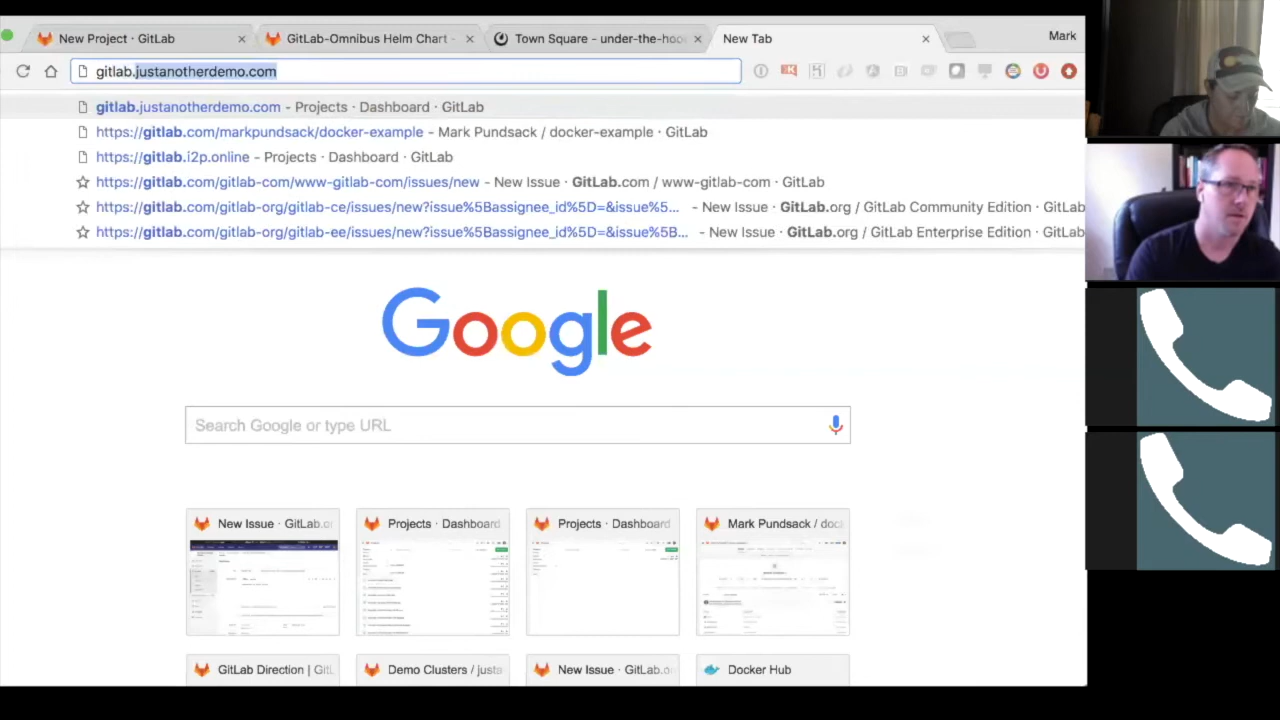 New Project · GitLab
GitLab-Omnibus Helm Chart -
Town Square - under-the-hoo
New Tab
Mark
gitlab.justanotherdemo.com
gitlab.justanotherdemo.com - Projects · Dashboard · GitLab
https://gitlab.com/markpundsack/docker-example - Mark Pundsack / docker-example · GitLab
https://gitlab.i2p.online - Projects · Dashboard · GitLab
https://gitlab.com/gitlab-com/www-gitlab-com/issues/new - New Issue · GitLab.com / www-gitlab-com · GitLab
https://gitlab.com/gitlab-org/gitlab-ce/issues/new?issue%5Bassignee_id%5D=&issue%5... - New Issue · GitLab.org / GitLab Community Edition · GitLab
https://gitlab.com/gitlab-org/gitlab-ee/issues/new?issue%5Bassignee_id%5D=&issue%5B... - New Issue · GitLab.org / GitLab Enterprise Edition · GitLab
Google
Search Google or type URL
New Issue · GitLab.o
Projects · Dashboard
Projects · Dashboard
Mark Pundsack / doc
GitLab Direction | Git
Demo Clusters / justa
New Issue · GitLab.o
Docker Hub